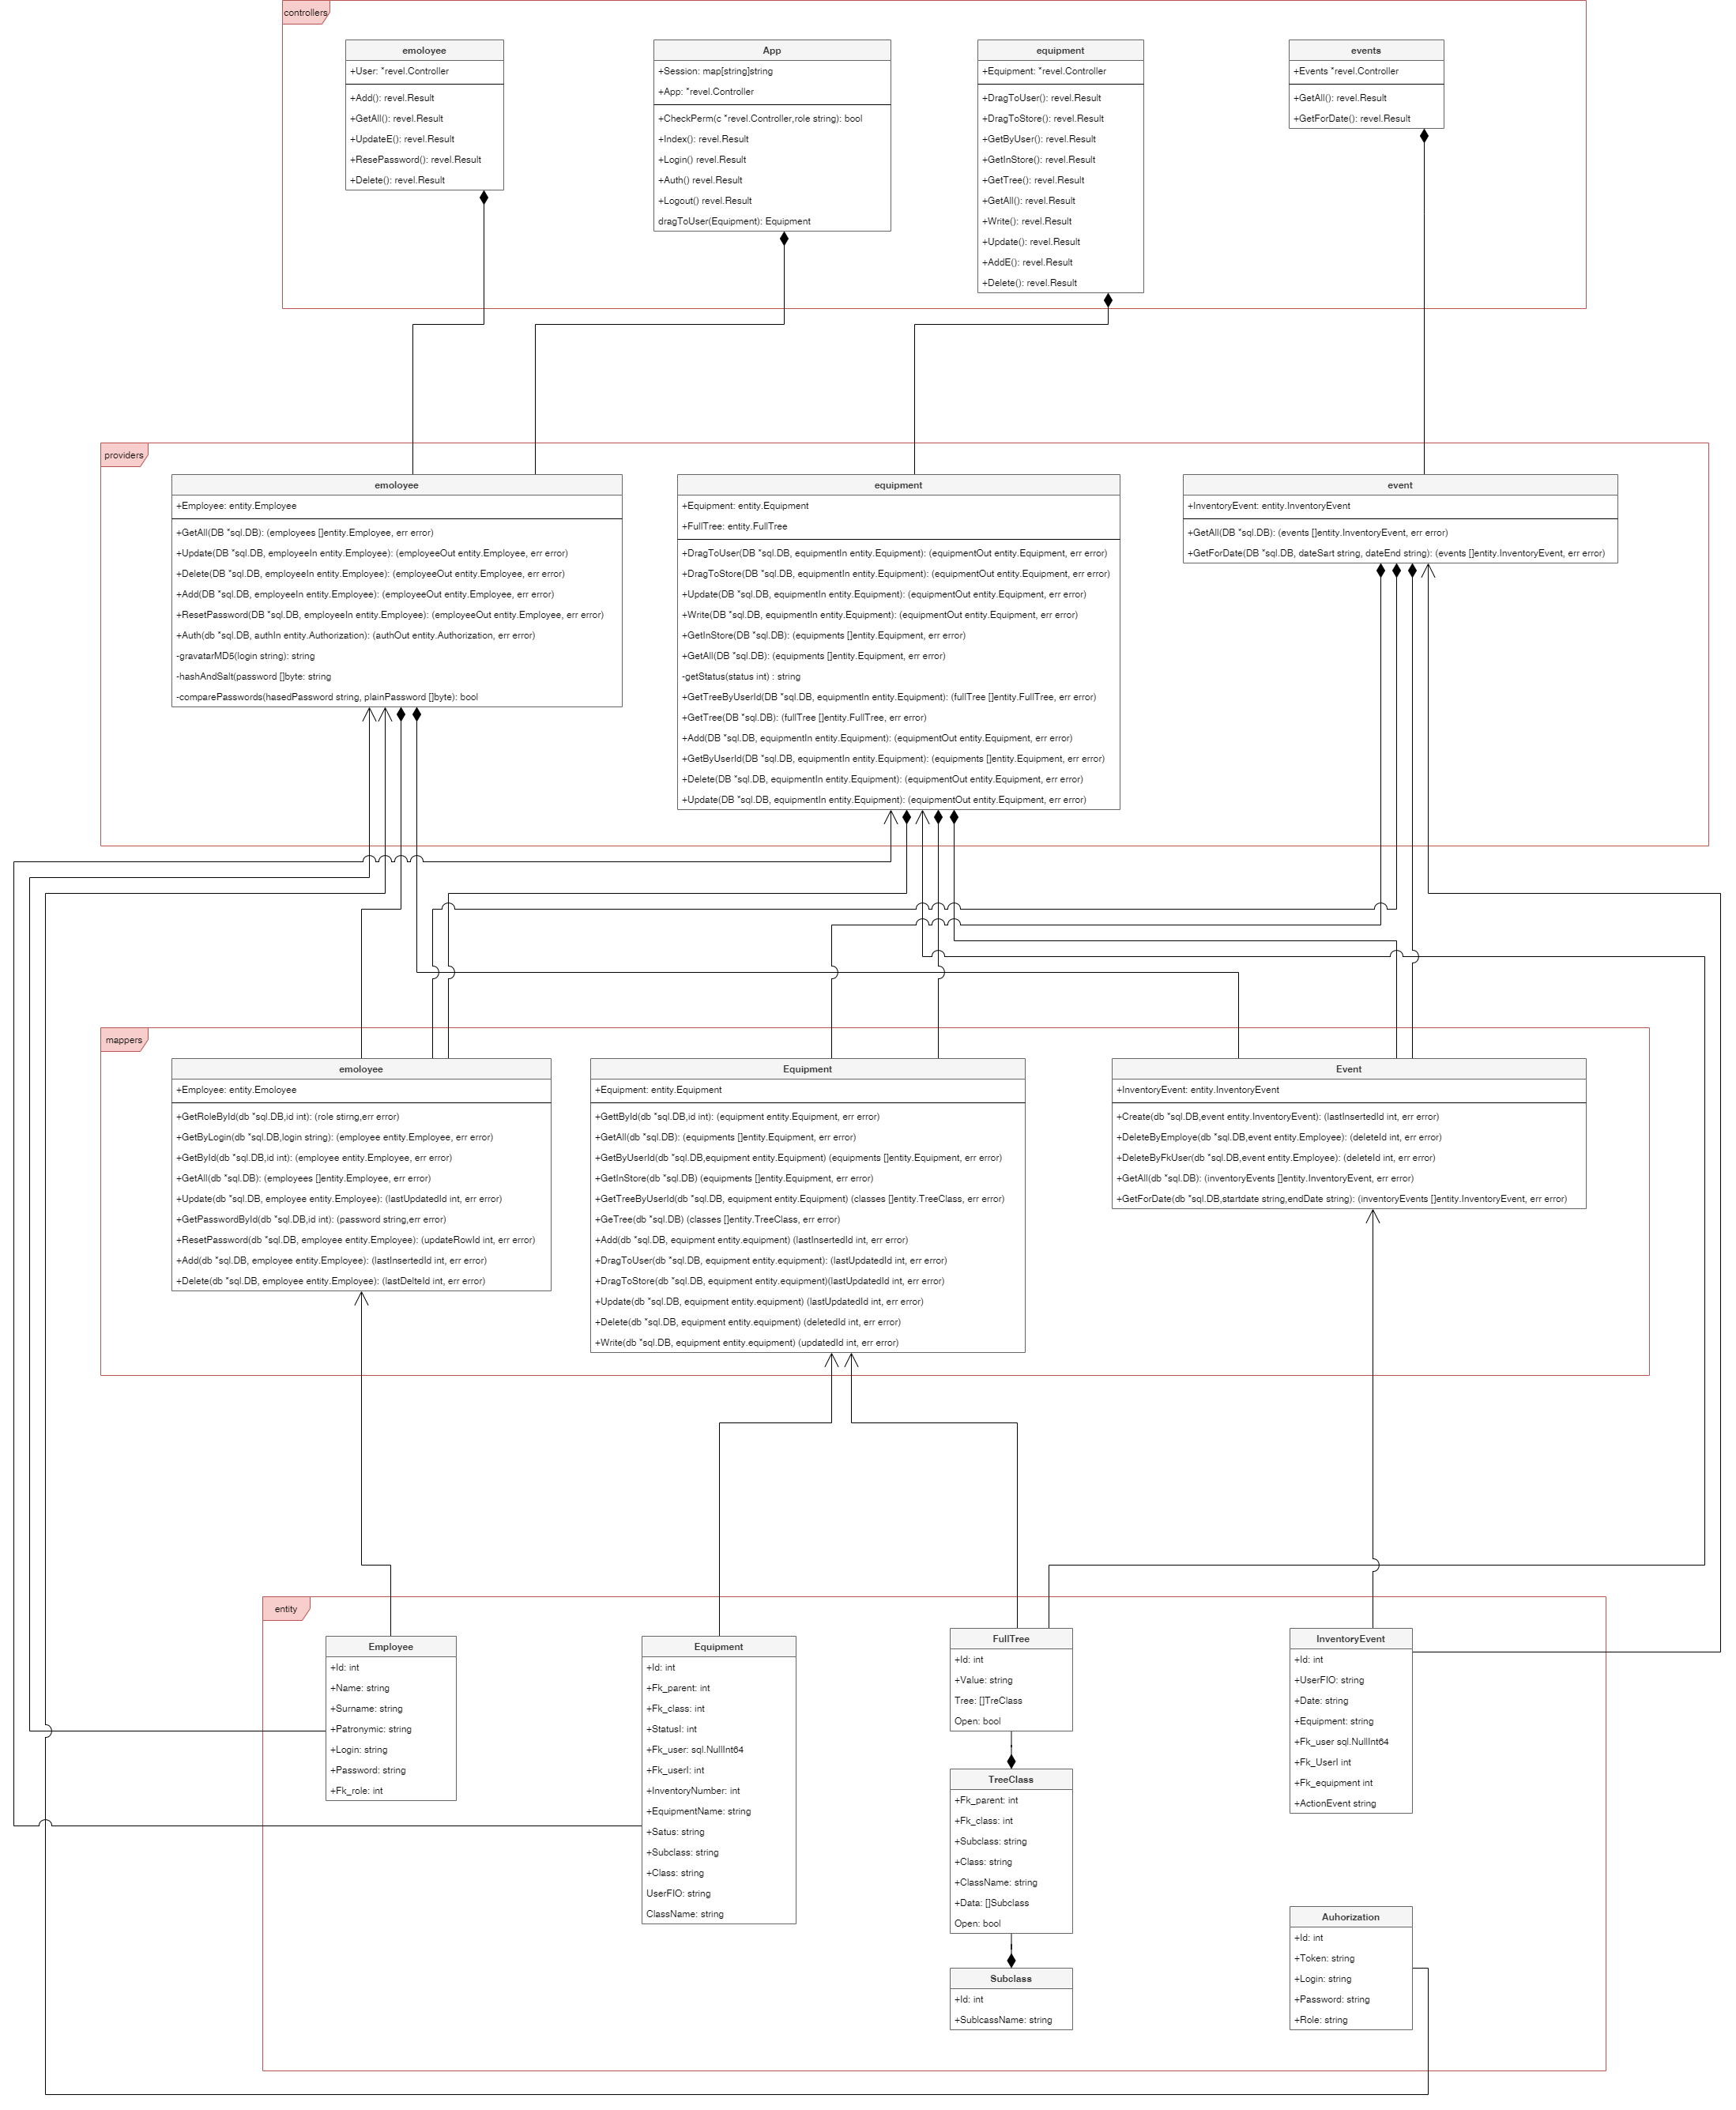 controllers
emoloyee
+User: *revel.Controller
+Add(): revel.Result
+GetAll(): revel.Result
+UpdateE(): revel.Result
+ResePassword(): revel.Result
+Delete(): revel.Result
App
+Session: map[string]string
+App: *revel.Controller
+CheckPerm(c *revel.Controller,role string): bool
+Index(): revel.Result
+Login() revel.Result
+Auth() revel.Result
+Logout() revel.Result
dragToUser(Equipment): Equipment
equipment
+Equipment: *revel.Controller
+DragToUser(): revel.Result
+DragToStore(): revel.Result
+GetByUser(): revel.Result
+GetInStore(): revel.Result
+GetTree(): revel.Result
+GetAll(): revel.Result
+Write(): revel.Result
+Update(): revel.Result
+AddE(): revel.Result
+Delete(): revel.Result
events
+Events *revel.Controller
+GetAll(): revel.Result
+GetForDate(): revel.Result
providers
emoloyee
+Employee: entity.Employee
+GetAll(DB *sql.DB): (employees []entity.Employee, err error)
+Update(DB *sql.DB, employeeIn entity.Employee): (employeeOut entity.Employee, err error)
+Delete(DB *sql.DB, employeeIn entity.Employee): (employeeOut entity.Employee, err error)
+Add(DB *sql.DB, employeeIn entity.Employee): (employeeOut entity.Employee, err error)
+ResetPassword(DB *sql.DB, employeeIn entity.Employee): (employeeOut entity.Employee, err error)
+Auth(db *sql.DB, authIn entity.Authorization): (authOut entity.Authorization, err error)
-gravatarMD5(login string): string
-hashAndSalt(password []byte: string
-comparePasswords(hasedPassword string, plainPassword []byte): bool
equipment
+Equipment: entity.Equipment
+FullTree: entity.FullTree
+DragToUser(DB *sql.DB, equipmentIn entity.Equipment): (equipmentOut entity.Equipment, err error)
+DragToStore(DB *sql.DB, equipmentIn entity.Equipment): (equipmentOut entity.Equipment, err error)
+Update(DB *sql.DB, equipmentIn entity.Equipment): (equipmentOut entity.Equipment, err error)
+Write(DB *sql.DB, equipmentIn entity.Equipment): (equipmentOut entity.Equipment, err error)
+GetInStore(DB *sql.DB): (equipments []entity.Equipment, err error)
+GetAll(DB *sql.DB): (equipments []entity.Equipment, err error)
-getStatus(status int) : string
+GetTreeByUserId(DB *sql.DB, equipmentIn entity.Equipment): (fullTree []entity.FullTree, err error)
+GetTree(DB *sql.DB): (fullTree []entity.FullTree, err error)
+Add(DB *sql.DB, equipmentIn entity.Equipment): (equipmentOut entity.Equipment, err error)
+GetByUserId(DB *sql.DB, equipmentIn entity.Equipment): (equipments []entity.Equipment, err error)
+Delete(DB *sql.DB, equipmentIn entity.Equipment): (equipmentOut entity.Equipment, err error)
+Update(DB *sql.DB, equipmentIn entity.Equipment): (equipmentOut entity.Equipment, err error)
event
+InventoryEvent: entity.InventoryEvent
+GetAll(DB *sql.DB): (events []entity.InventoryEvent, err error)
+GetForDate(DB *sql.DB, dateSart string, dateEnd string): (events []entity.InventoryEvent, err error)
mappers
emoloyee
+Employee: entity.Emoloyee
+GetRoleById(db *sql.DB,id int): (role stirng,err error)
+GetByLogin(db *sql.DB,login string): (employee entity.Employee, err error)
+GetById(db *sql.DB,id int): (employee entity.Employee, err error)
+GetAll(db *sql.DB): (employees []entity.Employee, err error)
+Update(db *sql.DB, employee entity.Employee): (lastUpdatedId int, err error)
+GetPasswordById(db *sql.DB,id int): (password string,err error)
+ResetPassword(db *sql.DB, employee entity.Employee): (updateRowId int, err error)
+Add(db *sql.DB, employee entity.Employee): (lastInsertedId int, err error)
+Delete(db *sql.DB, employee entity.Employee): (lastDelteId int, err error)
Equipment
+Equipment: entity.Equipment
+GettById(db *sql.DB,id int): (equipment entity.Equipment, err error)
+GetAll(db *sql.DB): (equipments []entity.Equipment, err error)
+GetByUserId(db *sql.DB,equipment entity.Equipment) (equipments []entity.Equipment, err error)
+GetInStore(db *sql.DB) (equipments []entity.Equipment, err error)
+GetTreeByUserId(db *sql.DB, equipment entity.Equipment) (classes []entity.TreeClass, err error)
+GeTree(db *sql.DB) (classes []entity.TreeClass, err error)
+Add(db *sql.DB, equipment entity.equipment) (lastInsertedId int, err error)
+DragToUser(db *sql.DB, equipment entity.equipment): (lastUpdatedId int, err error)
+DragToStore(db *sql.DB, equipment entity.equipment)(lastUpdatedId int, err error)
+Update(db *sql.DB, equipment entity.equipment) (lastUpdatedId int, err error)
+Delete(db *sql.DB, equipment entity.equipment) (deletedId int, err error)
+Write(db *sql.DB, equipment entity.equipment) (updatedId int, err error)
Event
+InventoryEvent: entity.InventoryEvent
+Create(db *sql.DB,event entity.InventoryEvent): (lastInsertedId int, err error)
+DeleteByEmploye(db *sql.DB,event entity.Employee): (deleteId int, err error)
+DeleteByFkUser(db *sql.DB,event entity.Employee): (deleteId int, err error)
+GetAll(db *sql.DB): (inventoryEvents []entity.InventoryEvent, err error)
+GetForDate(db *sql.DB,startdate string,endDate string): (inventoryEvents []entity.InventoryEvent, err error)
entity
Employee
+Id: int
+Name: string
+Surname: string
+Patronymic: string
+Login: string
+Password: string
+Fk_role: int
Equipment
+Id: int
+Fk_parent: int
+Fk_class: int
+StatusI: int
+Fk_user: sql.NullInt64
+Fk_userI: int
+InventoryNumber: int
+EquipmentName: string
+Satus: string
+Subclass: string
+Class: string
UserFIO: string
ClassName: string
FullTree
+Id: int
+Value: string
Tree: []TreClass
Open: bool
TreeClass
+Fk_parent: int
+Fk_class: int
+Subclass: string
+Class: string
+ClassName: string
+Data: []Subclass
Open: bool
Subclass
+Id: int
+SublcassName: string
InventoryEvent
+Id: int
+UserFIO: string
+Date: string
+Equipment: string
+Fk_user sql.NullInt64
+Fk_UserI int
+Fk_equipment int
+ActionEvent string
Auhorization
+Id: int
+Token: string
+Login: string
+Password: string
+Role: string